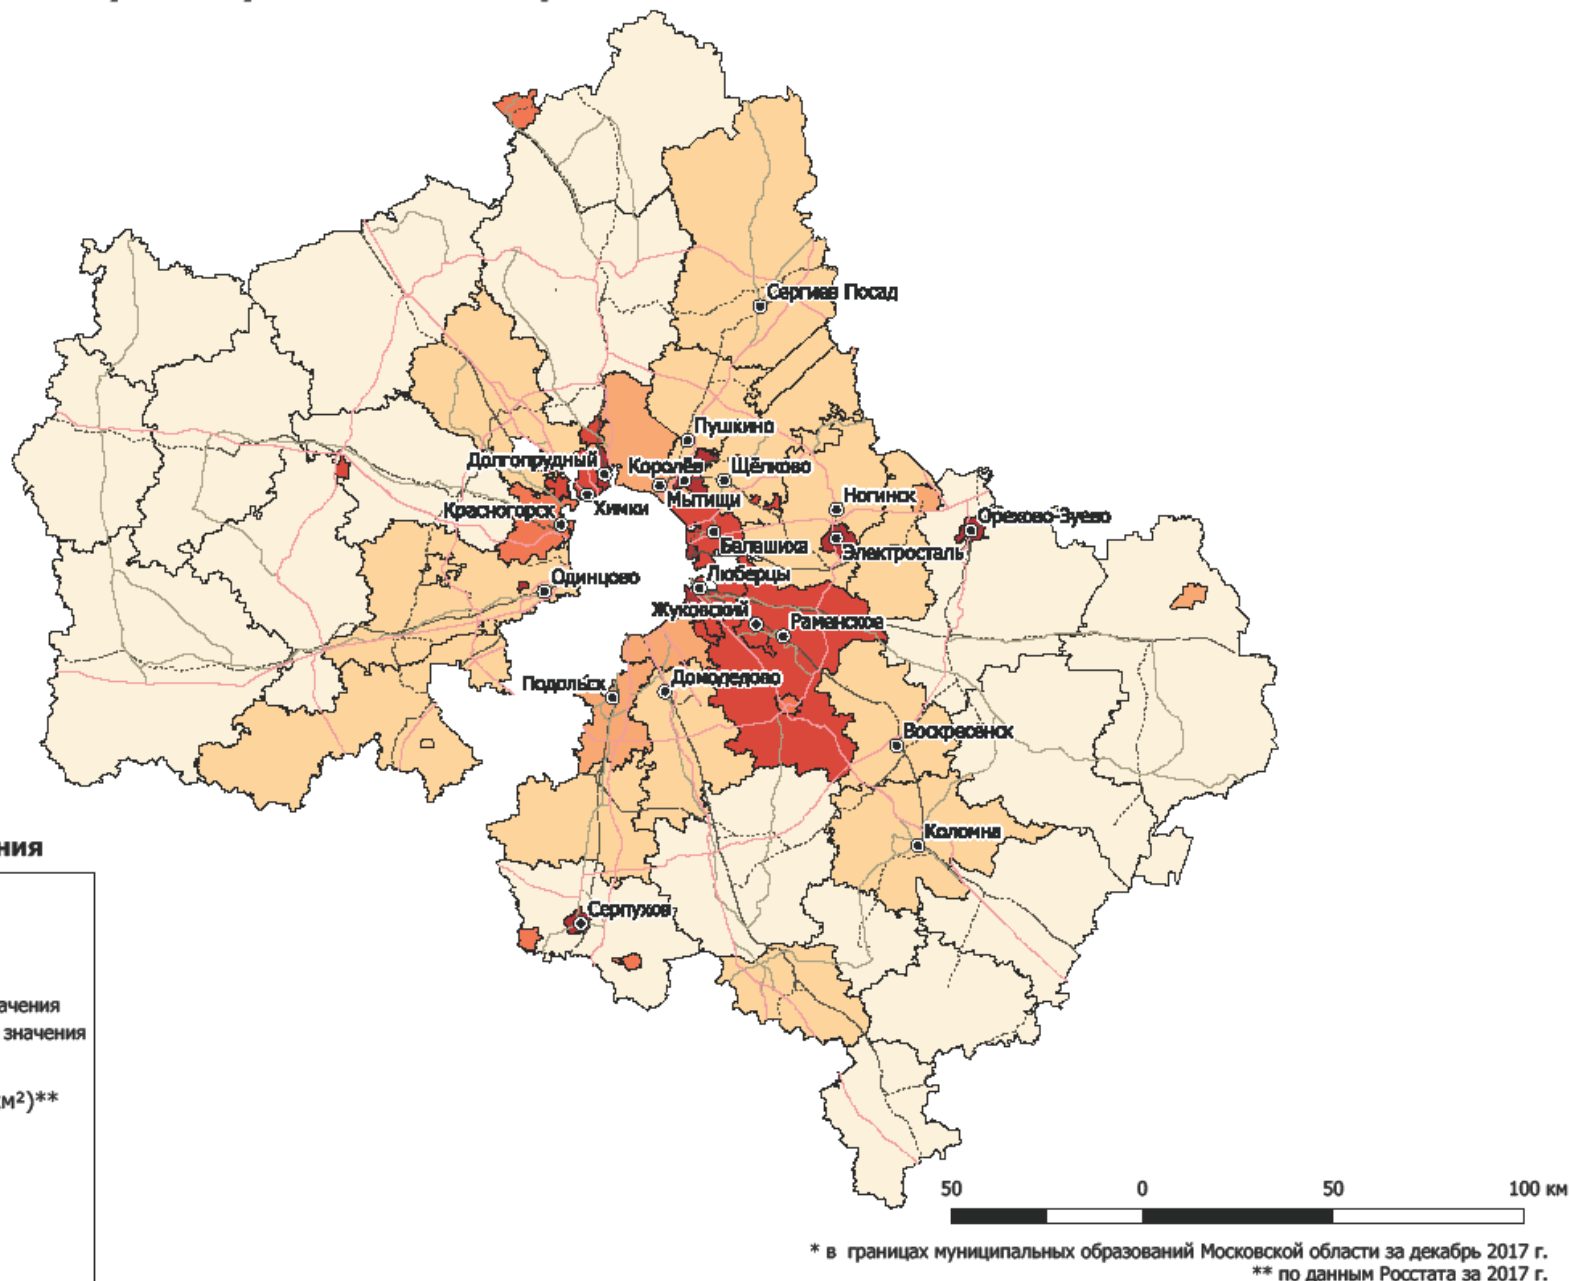 Сергиев Посад
Пушкино
Долгопрудный
Королёв
Щёлково
Мытищи
Химки
Ногинск
Красногорск
Орехово-Зуево
Балашиха
Электросталь
Одинцово
Люберцы
Жуковский
Раменское
Подольск
Домодедово
Воскресенск
Коломна
ния
Серпухов
ачения
значения
км²)**
50 0 50 100 км
* в границах муниципальных образований Московской области за декабрь 2017 г.
** по данным Росстата за 2017 г.